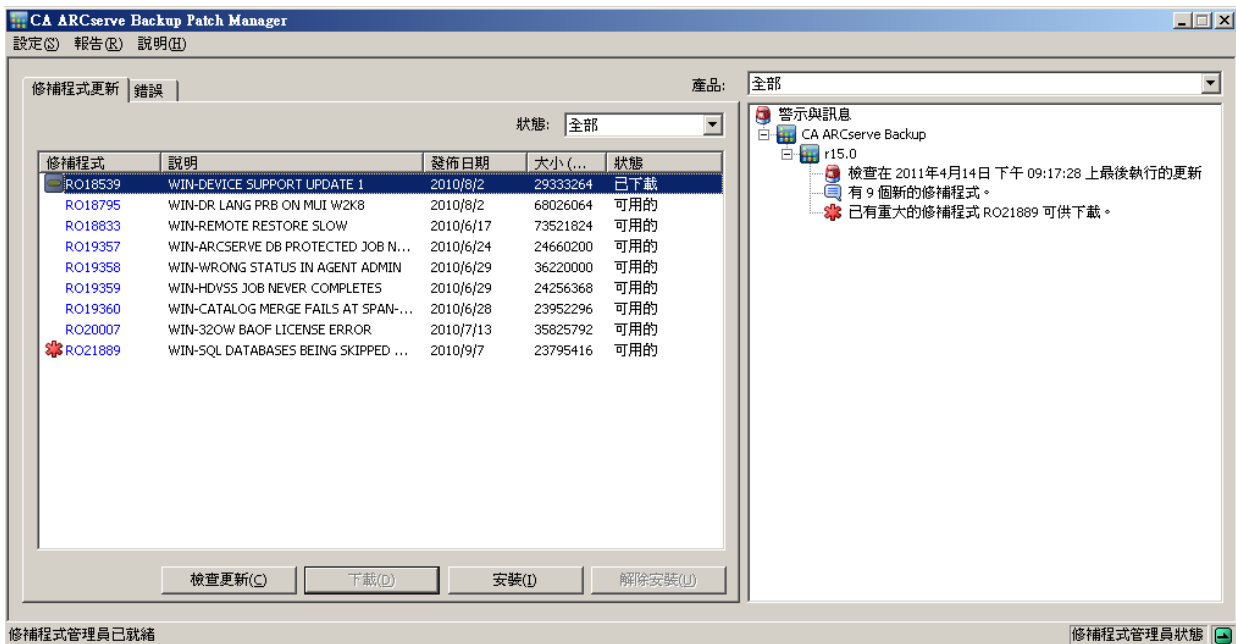 CA ARCserve Backup Patch Manager
設定(S) 報告(R) 說明(H)
修補程式更新 錯誤
產品: 全部
狀態: 全部
修補程式 說明 發佈日期 大小(... 狀態
RO18539 WIN-DEVICE SUPPORT UPDATE 1 2010/8/2 29333264 已下載
RO18795 WIN-DR LANG PRB ON MUI W2K8 2010/8/2 68026064 可用的
RO18833 WIN-REMOTE RESTORE SLOW 2010/6/17 73521824 可用的
RO19357 WIN-ARCSERVE DB PROTECTED JOB N... 2010/6/24 24660200 可用的
RO19358 WIN-WRONG STATUS IN AGENT ADMIN 2010/6/29 36220000 可用的
RO19359 WIN-HDVSS JOB NEVER COMPLETES 2010/6/29 24256368 可用的
RO19360 WIN-CATALOG MERGE FAILS AT SPAN-... 2010/6/28 23952296 可用的
RO20007 WIN-32OW BAOF LICENSE ERROR 2010/7/13 35825792 可用的
RO21889 WIN-SQL DATABASES BEING SKIPPED ... 2010/9/7 23795416 可用的
檢查更新(C) 下載(D) 安裝(I) 解除安裝(U)
警示與訊息
CA ARCserve Backup
r15.0
檢查在 2011年4月14日 下午 09:17:28 上最後執行的更新
有 9 個新的修補程式。
已有重大的修補程式 RO21889 可供下載。
修補程式管理員已就緒
修補程式管理員狀態